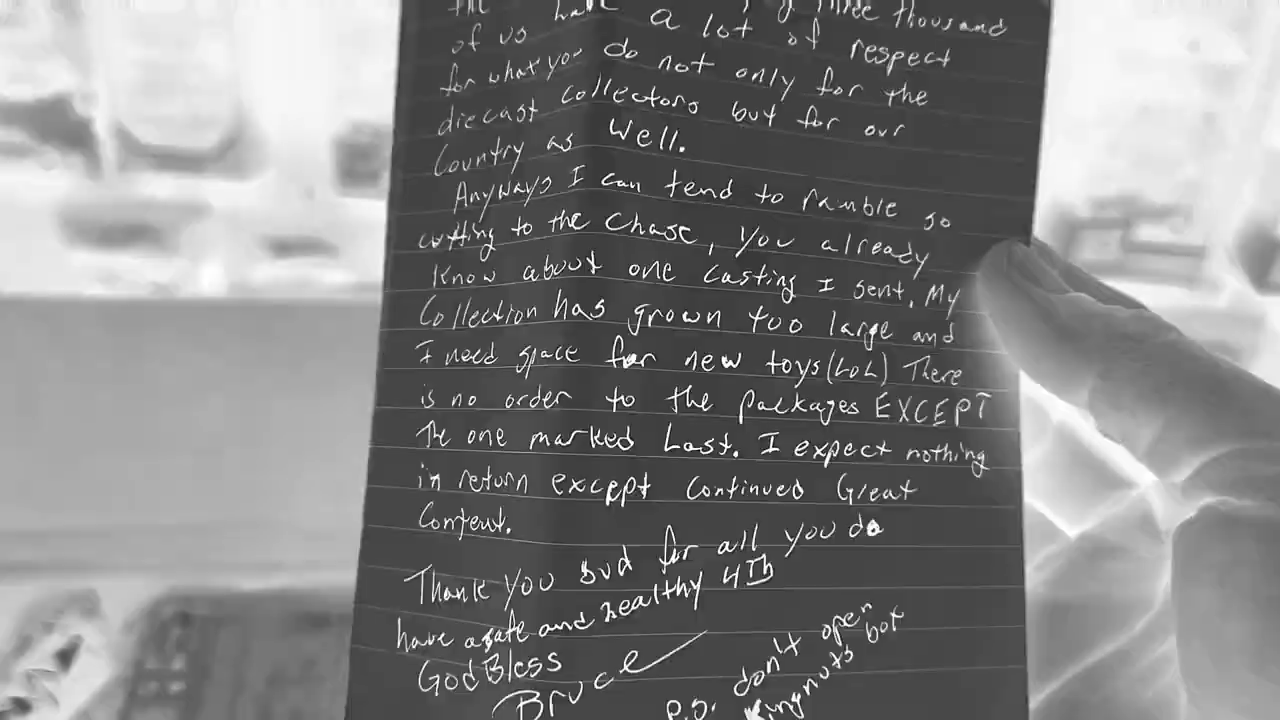 the have three thousand
of us a lot of respect
for what you do not only for the
diecast collectors but for our
Country as Well.
Anyways I can tend to ramble so
cutting to the Chase, you already
know about one casting I sent. My
Collection has grown too large and
I need space for new toys (LoL) There
is no order to the packages EXCEPT
the one marked Last. I expect nothing
in return except Continued Great
Content.
Thank you bud for all you do
have a safe and healthy 4Th
God Bless
Bruce
P.S. don't open
Kingnuts box